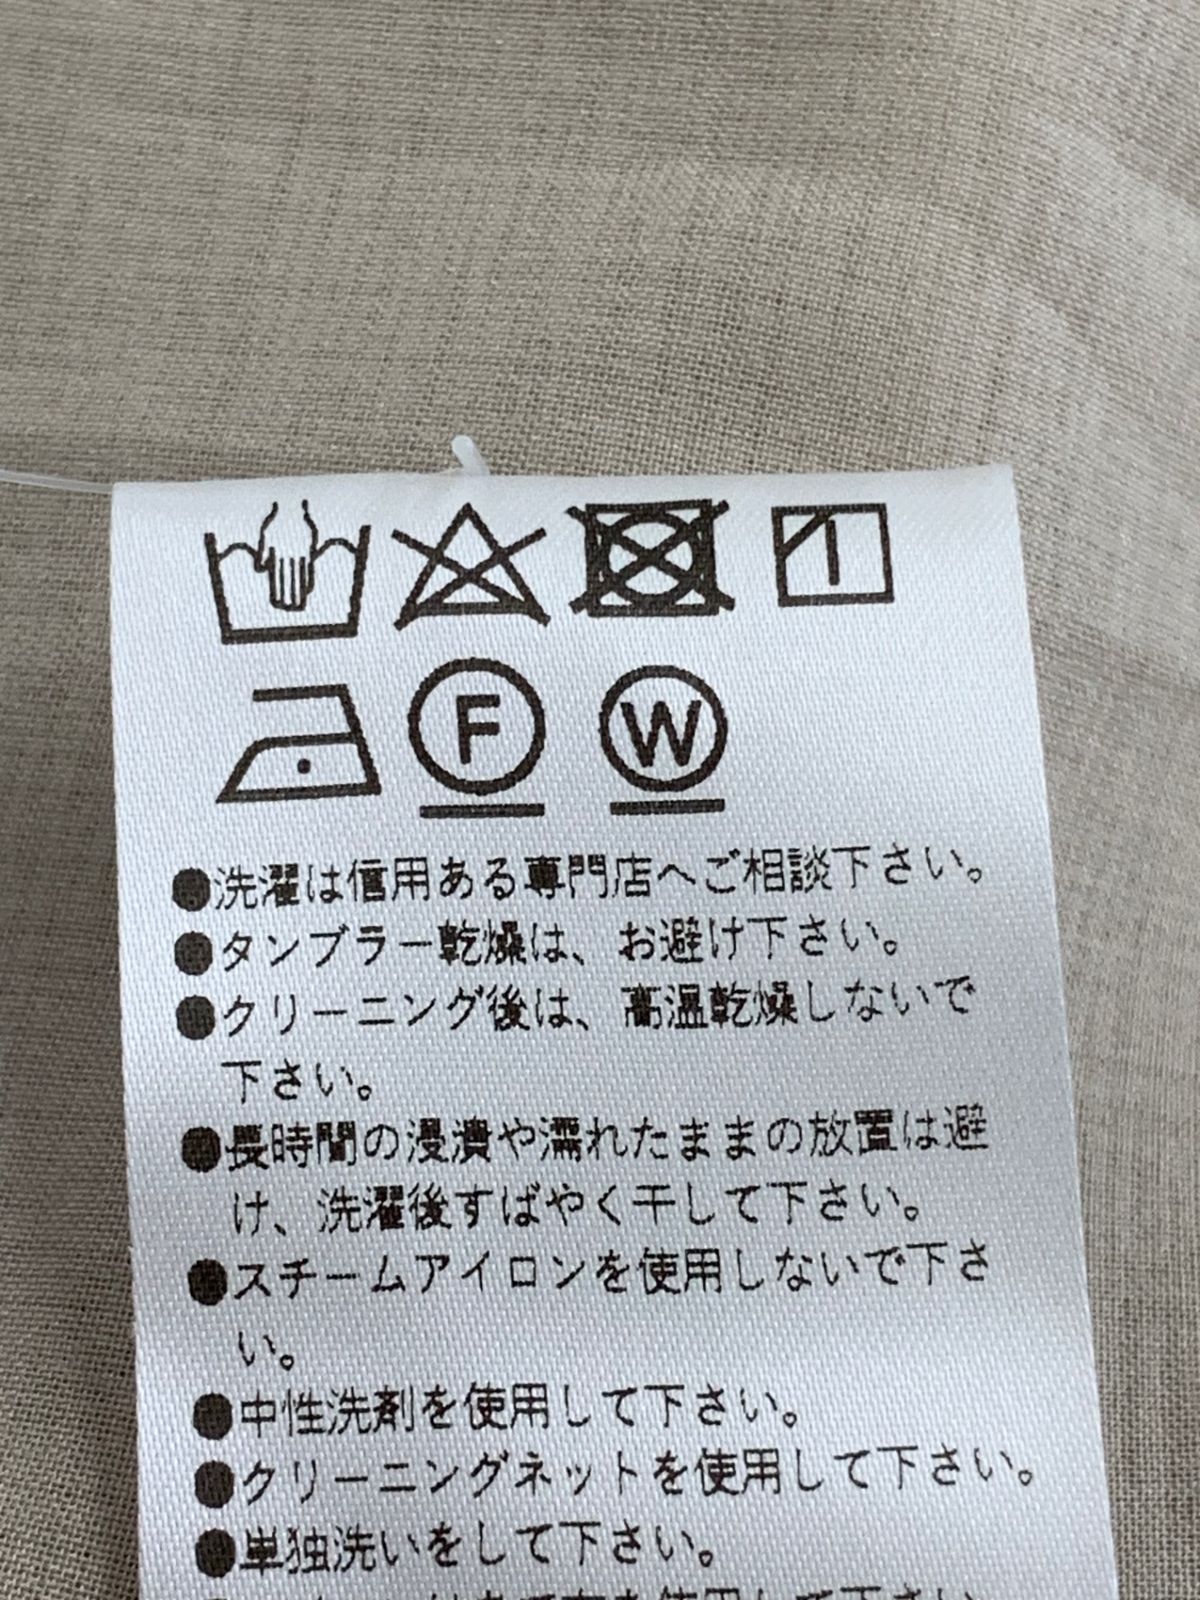 F W
●洗濯は信用ある専門店へご相談下さい。
●タンブラー乾燥は、お避け下さい。
●クリーニング後は、高温乾燥しないで
下さい。
●長時間の浸漬や濡れたままの放置は避
け、洗濯後すばやく干して下さい。
●スチームアイロンを使用しないで下さ
い。
●中性洗剤を使用して下さい。
●クリーニングネットを使用して下さい。
●単独洗いをして下さい。